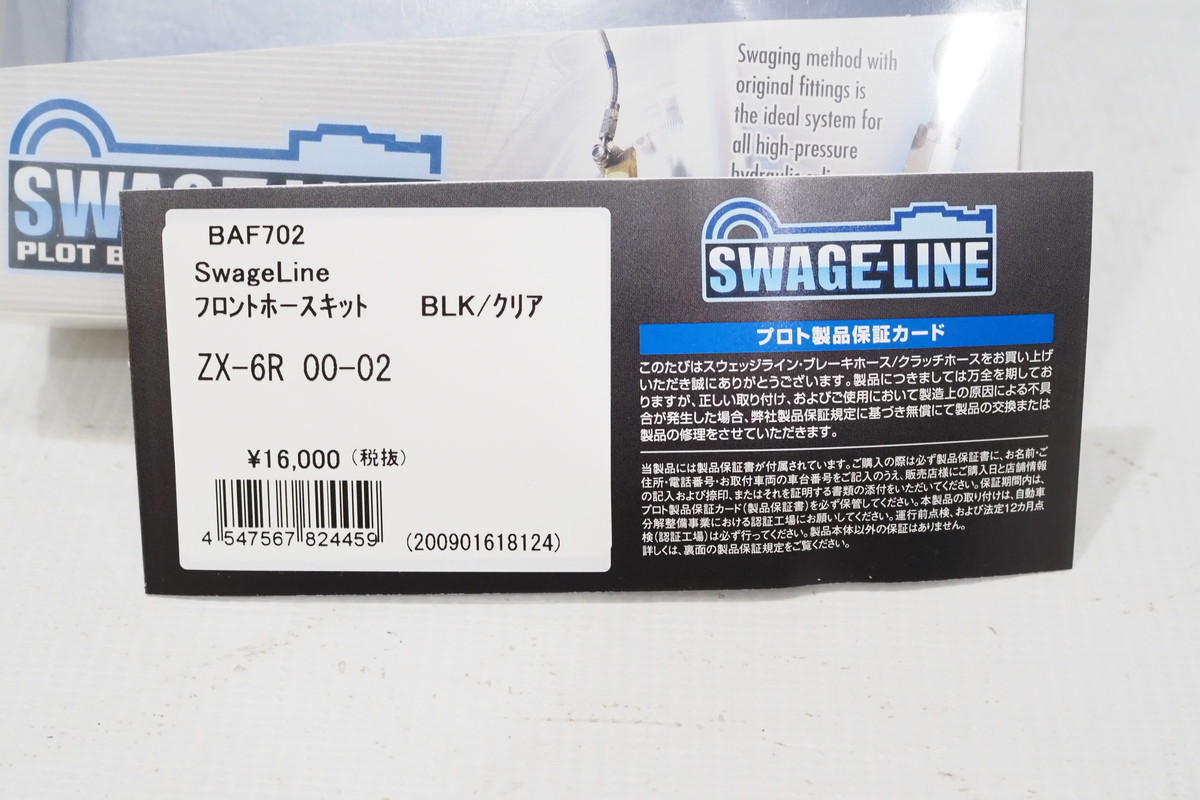 Swaging method with
original fittings is
the ideal system for
all high-pressure
PLOT
BAF702
SwageLine
フロントホースキット BLK/クリア
ZX-6R 00-02
¥16,000(税抜)
4 547567 824459
(200901618124)
SWAGE-LINE
プロト製品保証カード
このたびはスウェッジライン・ブレーキホース/クラッチホースをお買い上げ
いただき誠にありがとうございます。製品につきましては万全を期してお
りますが、正しい取り付け、およびご使用において製造上の原因による不具
合が発生した場合、弊社製品保証規定に基づき無償にて製品の交換または
製品の修理をさせていただきます。
当製品には製品保証書が付属されています。ご購入の際は必ず製品保証書に、お名前・ご
住所・電話番号・お取付車両の車台番号をご記入のうえ、販売店様にご購入日と店舗情報
の記入および捺印、またはそれを証明する書類の添付をいただいてください。保証期間内は、
プロト製品保証カード(製品保証書)を必ず保管してください。本製品の取り付けは、自動車
分解整備事業における認証工場にお願いしてください。運行前点検、および法定12カ月点
検(認証工場)は必ず行ってください。製品本体以外の保証はありません。
詳しくは、裏面の製品保証規定をご覧ください。